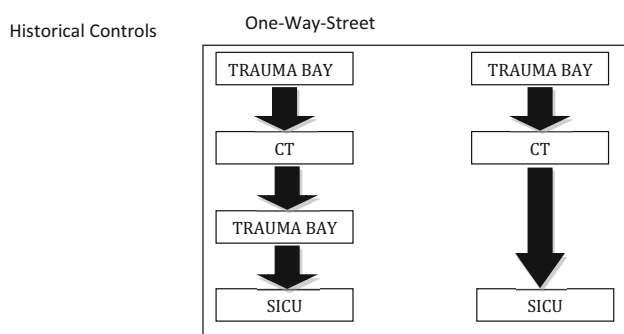 Historical Controls
One-Way-Street
TRAUMA BAY
CT
TRAUMA BAY
SICU
TRAUMA BAY
CT
SICU